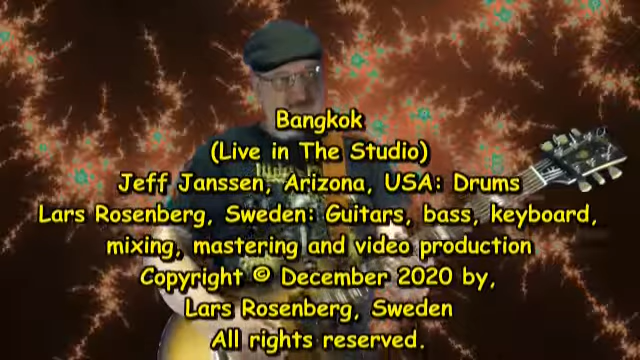 Bangkok
(Live in The Studio)
Jeff Janssen, Arizona, USA: Drums
Lars Rosenberg, Sweden: Guitars, bass, keyboard,
mixing, mastering and video production
Copyright © December 2020 by,
Lars Rosenberg, Sweden
All rights reserved.